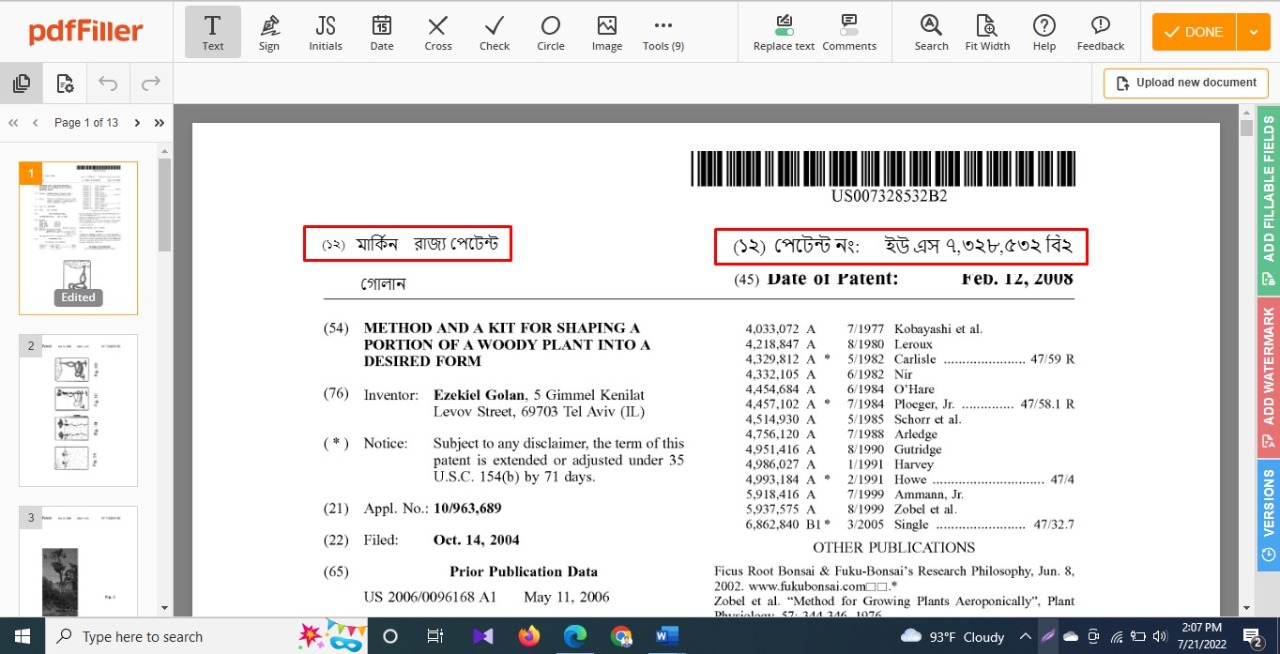 pdfFiller
Text
Sign
JS
Initials
15
Date
Cross
Check
Circle
Image
Tools (9)
Replace text
Comments
Search
Fit Width
Help
Feedback
DONE
Upload new document
Page 1 of 13
1
Edited
2
3
ADD FILLABLE FIELDS
ADD WATERMARK
VERSIONS
US007328532B2
(১২) মার্কিন রাজ্য পেটেন্ট
(১২) পেটেন্ট নং: ইউ এস ৭,৩২৮,৫৩২ বি২
গোলান
(45) Date of Patent: Feb. 12, 2008
(54) METHOD AND A KIT FOR SHAPING A
PORTION OF A WOODY PLANT INTO A
DESIRED FORM
(76) Inventor: Ezekiel Golan, 5 Gimmel Kenilat
Levov Street, 69703 Tel Aviv (IL)
( * ) Notice: Subject to any disclaimer, the term of this
patent is extended or adjusted under 35
U.S.C. 154(b) by 71 days.
(21) Appl. No.: 10/963,689
(22) Filed: Oct. 14, 2004
(65) Prior Publication Data
US 2006/0096168 A1 May 11, 2006
4,033,072 A 7/1977 Kobayashi et al.
4,218,847 A 8/1980 Leroux
4,329,812 A * 5/1982 Carlisle ..................... 47/59 R
4,332,105 A 6/1982 Nir
4,454,684 A 6/1984 O'Hare
4,457,102 A * 7/1984 Ploeger, Jr. ............. 47/58.1 R
4,514,930 A 5/1985 Schorr et al.
4,756,120 A 7/1988 Arledge
4,951,416 A 8/1990 Gutridge
4,986,027 A 1/1991 Harvey
4,993,184 A * 2/1991 Howe ............................ 47/4
5,918,416 A 7/1999 Ammann, Jr.
5,937,575 A 8/1999 Zobel et al.
6,862,840 B1 * 3/2005 Single ....................... 47/32.7
OTHER PUBLICATIONS
Ficus Root Bonsai & Fuku-Bonsai's Research Philosophy, Jun. 8,
2002. www.fukubonsai.com□□.*
Zobel et al. "Method for Growing Plants Aeroponically", Plant
Physiology, 57: 344-346, 1976.
Type here to search
93°F Cloudy
2:07 PM
7/21/2022
2